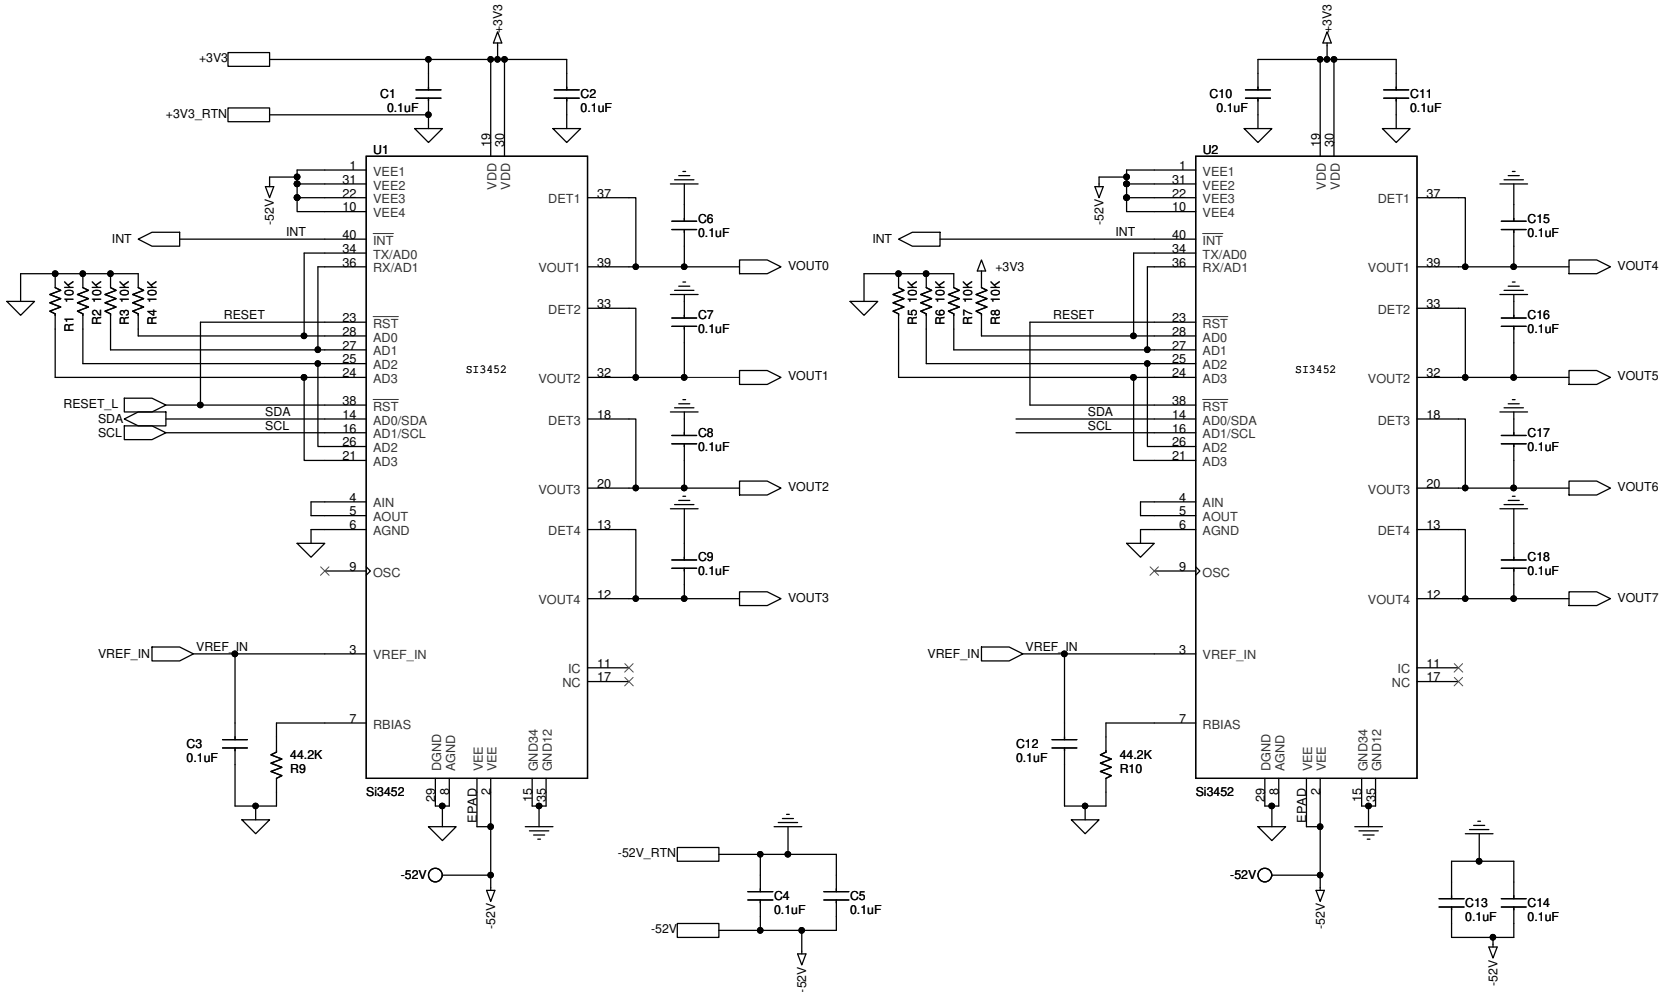 +3V3
+3V3
+3V3
C1
0.1uF
C2
0.1uF
C10
0.1uF
C11
0.1uF
+3V3_RTN
19
30
19
30
U1
VDD
VDD
1 VEE1
31 VEE2
22 VEE3
10 VEE4
-52V
INT
INT
40 INT
34 TX/AD0
36 RX/AD1
R1 10K
R2 10K
R3 10K
R4 10K
RESET
23 RST
28 AD0
27 AD1
25 AD2
24 AD3
SI3452
RESET_L
38 RST
SDA
SDA
14 AD0/SDA
SCL
SCL
16 AD1/SCL
26 AD2
21 AD3
4 AIN
5 AOUT
6 AGND
9 OSC
VREF_IN
VREF_IN
3 VREF_IN
7 RBIAS
C3
0.1uF
44.2K
R9
DET1 37
C6
0.1uF
VOUT1 39
VOUT0
DET2 33
C7
0.1uF
VOUT2 32
VOUT1
DET3 18
C8
0.1uF
VOUT3 20
VOUT2
DET4 13
C9
0.1uF
VOUT4 12
VOUT3
IC 11
NC 17
DGND
AGND
VEE
VEE
GND34
GND12
Si3452
29
8
EPAD
2
15
35
-52V
-52V
-52V_RTN
C4
0.1uF
C5
0.1uF
-52V
-52V
U2
VDD
VDD
1 VEE1
31 VEE2
22 VEE3
10 VEE4
-52V
INT
INT
40 INT
34 TX/AD0
36 RX/AD1
+3V3
R5 10K
R6 10K
R7 10K
R8 10K
RESET
23 RST
28 AD0
27 AD1
25 AD2
24 AD3
SI3452
38 RST
SDA
14 AD0/SDA
SCL
16 AD1/SCL
26 AD2
21 AD3
4 AIN
5 AOUT
6 AGND
9 OSC
VREF_IN
VREF_IN
3 VREF_IN
7 RBIAS
C12
0.1uF
44.2K
R10
DET1 37
C15
0.1uF
VOUT1 39
VOUT4
DET2 33
C16
0.1uF
VOUT2 32
VOUT5
DET3 18
C17
0.1uF
VOUT3 20
VOUT6
DET4 13
C18
0.1uF
VOUT4 12
VOUT7
IC 11
NC 17
DGND
AGND
VEE
VEE
GND34
GND12
Si3452
29
8
EPAD
2
15
35
-52V
-52V
C13
0.1uF
C14
0.1uF
-52V